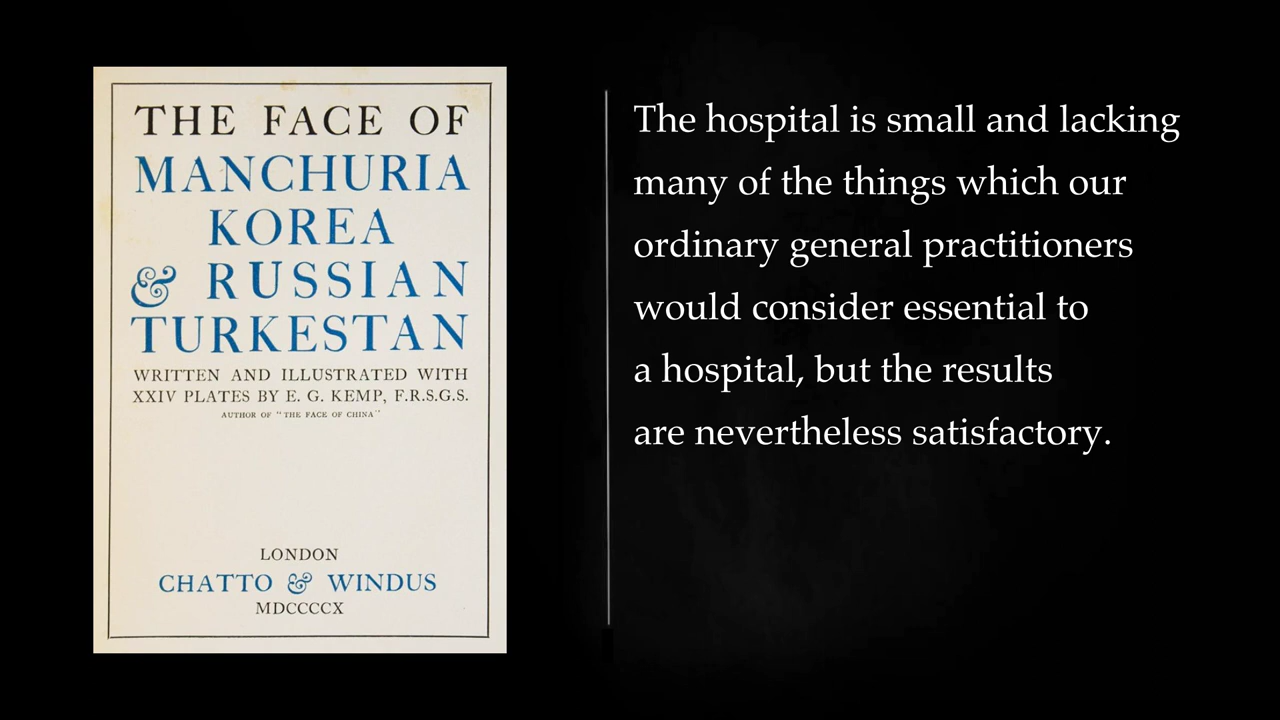 THE FACE OF
MANCHURIA
KOREA
& RUSSIAN
TURKESTAN
WRITTEN AND ILLUSTRATED WITH
XXIV PLATES BY E. G. KEMP, F.R.S.G.S.
AUTHOR OF "THE FACE OF CHINA"
LONDON
CHATTO & WINDUS
MDCCCCX
The hospital is small and lacking
many of the things which our
ordinary general practitioners
would consider essential to
a hospital, but the results
are nevertheless satisfactory.